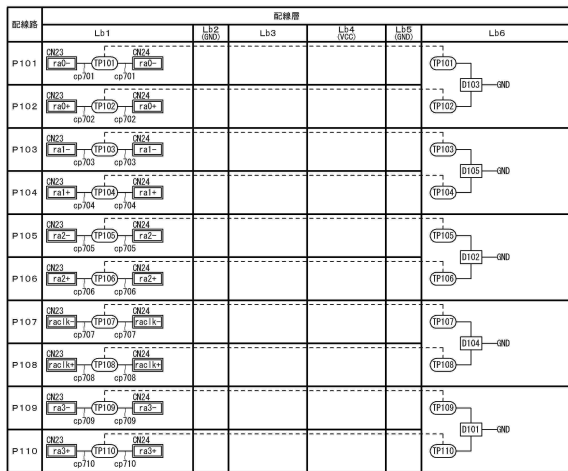 配線路 配線層
Lb1 Lb2 (GND) Lb3 Lb4 (VCC) Lb5 (GND) Lb6
P101 CN23 ra0- cp701 TP101 cp701 CN24 ra0- TP101
D103 GND
P102 CN23 ra0+ cp702 TP102 cp702 CN24 ra0+ TP102
P103 CN23 ra1- cp703 TP103 cp703 CN24 ra1- TP103
D105 GND
P104 CN23 ra1+ cp704 TP104 cp704 CN24 ra1+ TP104
P105 CN23 ra2- cp705 TP105 cp705 CN24 ra2- TP105
D102 GND
P106 CN23 ra2+ cp706 TP106 cp706 CN24 ra2+ TP106
P107 CN23 raclk- cp707 TP107 cp707 CN24 raclk- TP107
D104 GND
P108 CN23 raclk+ cp708 TP108 cp708 CN24 raclk+ TP108
P109 CN23 ra3- cp709 TP109 cp709 CN24 ra3- TP109
D101 GND
P110 CN23 ra3+ cp710 TP110 cp710 CN24 ra3+ TP110